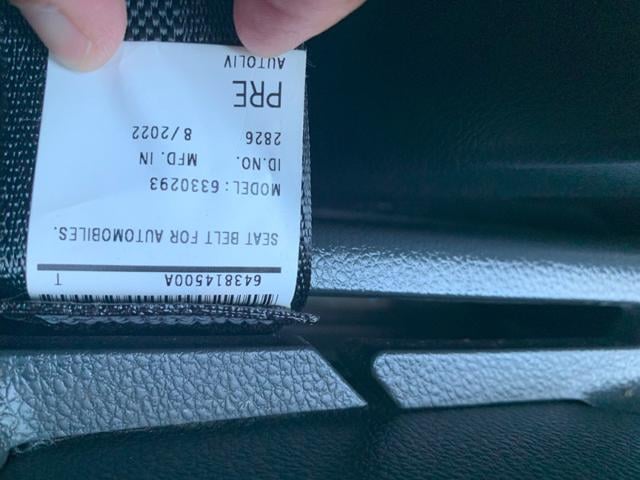 643814500A T
SEAT BELT FOR AUTOMOBILES.
MODEL: 6330293
ID.NO. MFD. IN
2826 8/2022
PRE
AUTOLIV